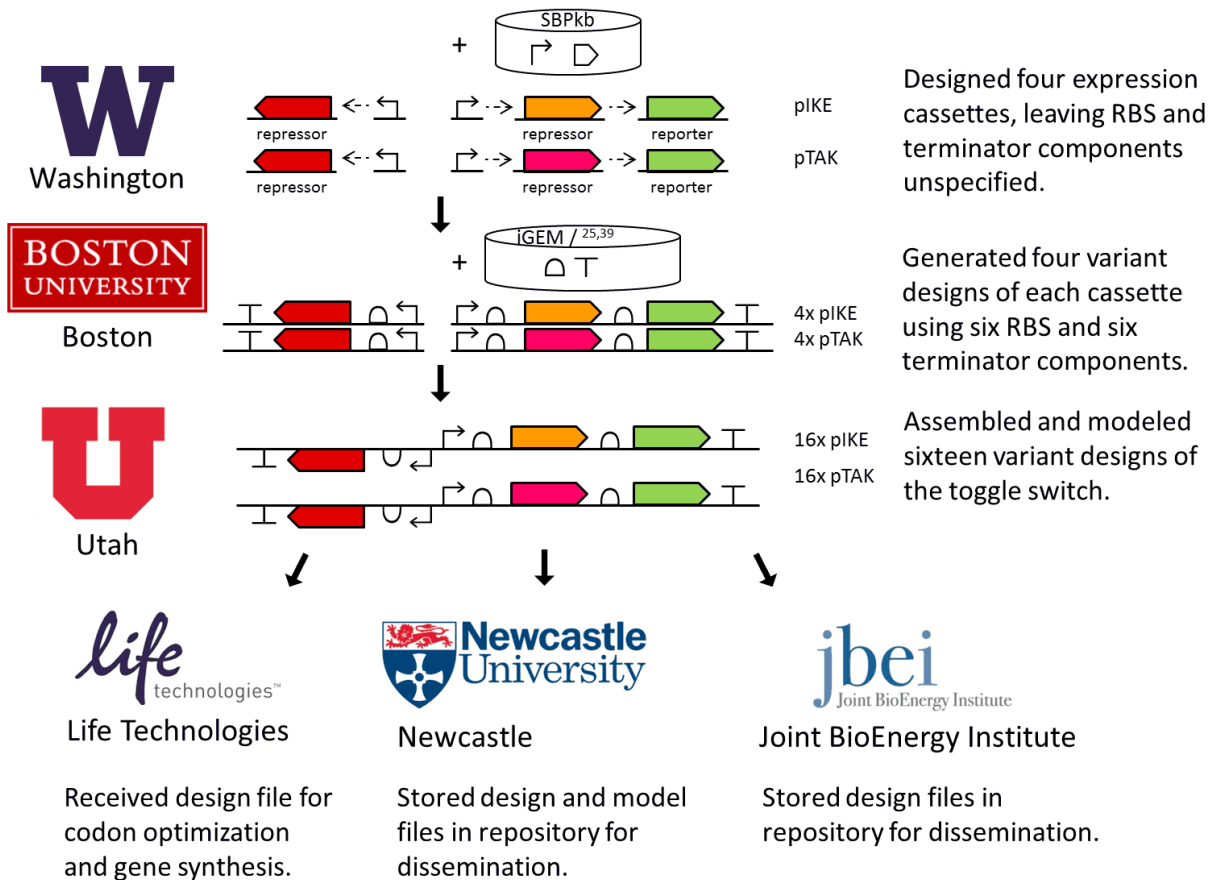 SBPkb
+
W
Washington
repressor
repressor
reporter
pIKE
repressor
repressor
reporter
pTAK
Designed four expression
cassettes, leaving RBS and
terminator components
unspecified.
BOSTON
UNIVERSITY
Boston
iGEM / 25,39
+
4x pIKE
4x pTAK
Generated four variant
designs of each cassette
using six RBS and six
terminator components.
U
Utah
16x pIKE
16x pTAK
Assembled and modeled
sixteen variant designs of
the toggle switch.
life
technologies™
Life Technologies
Received design file for
codon optimization
and gene synthesis.
Newcastle
University
Newcastle
Stored design and model
files in repository for
dissemination.
jbei
Joint BioEnergy Institute
Joint BioEnergy Institute
Stored design files in
repository for dissemination.